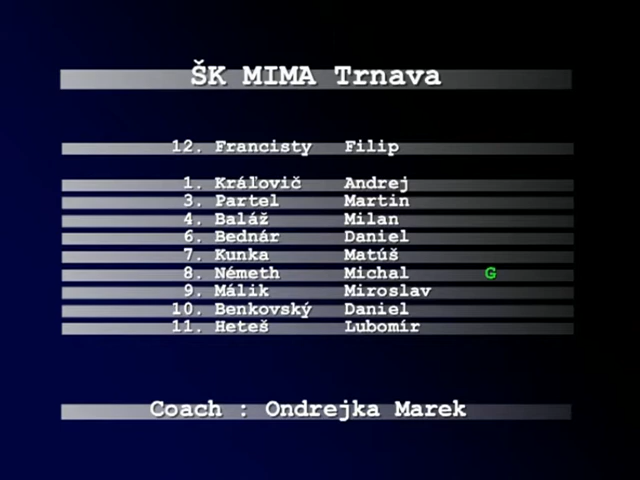 ŠK MIMA Trnava
12. Francisty Filip
1. Kráľovič Andrej
3. Partel Martin
4. Baláž Milan
6. Bednár Daniel
7. Kunka Matúš
8. Németh Michal G
9. Málik Miroslav
10. Benkovský Daniel
11. Heteš Lubomír
Coach : Ondrejka Marek